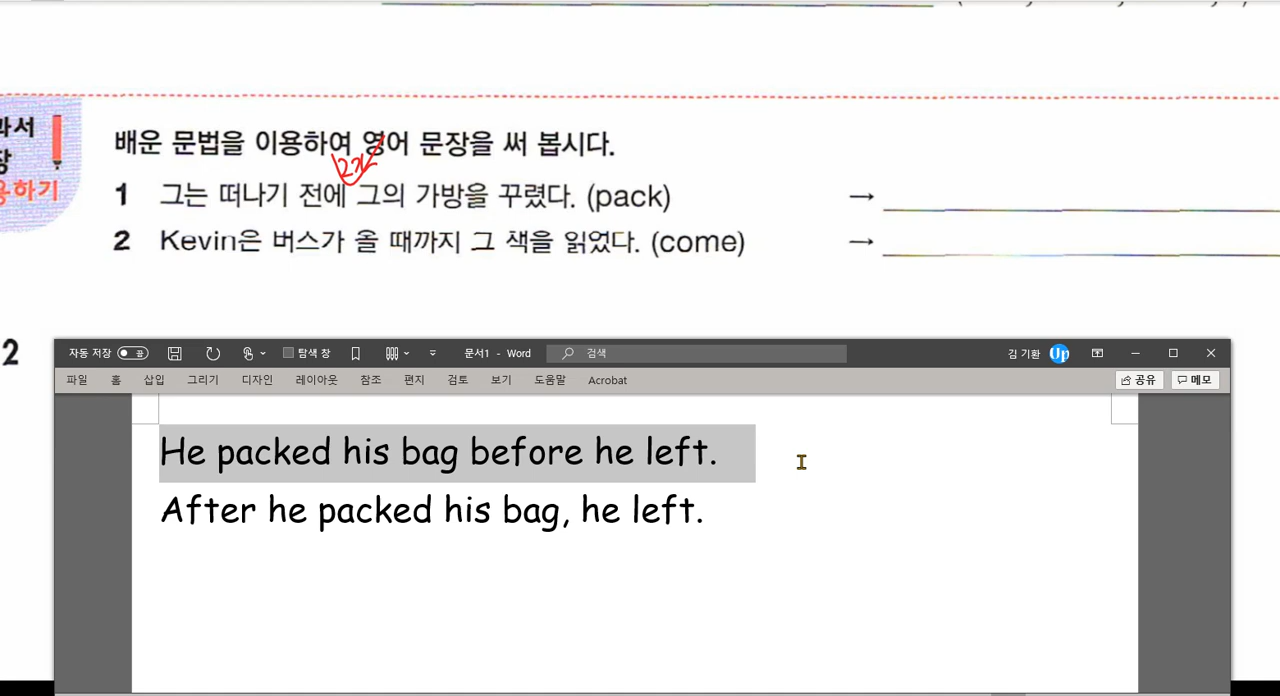 과서
배운 문법을 이용하여 영어 문장을 써 봅시다.
장
용하기
1 그는 떠나기 전에 그의 가방을 꾸렸다. (pack) →
2 Kevin은 버스가 올 때까지 그 책을 읽었다. (come) →
2
자동 저장 끔 탐색 창 문서1 - Word 검색 김 기환 Up
파일 홈 삽입 그리기 디자인 레이아웃 참조 편지 검토 보기 도움말 Acrobat 공유 메모
He packed his bag before he left.
After he packed his bag, he left.